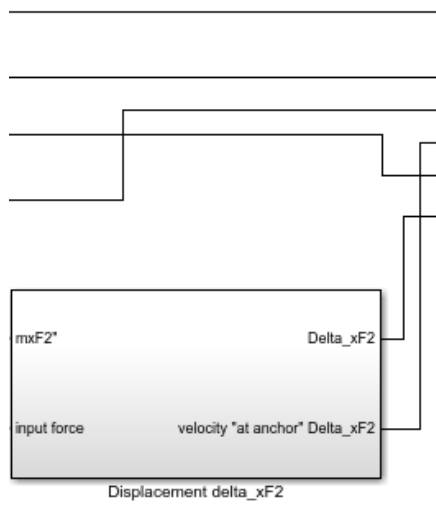 mxF2" Delta_xF2
input force velocity "at anchor" Delta_xF2
Displacement delta_xF2